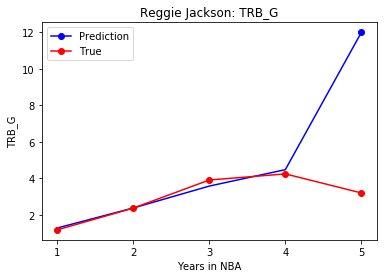 Reggie Jackson: TRB_G
Prediction
True
12
10
8
6
4
2
TRB_G
1 2 3 4 5
Years in NBA